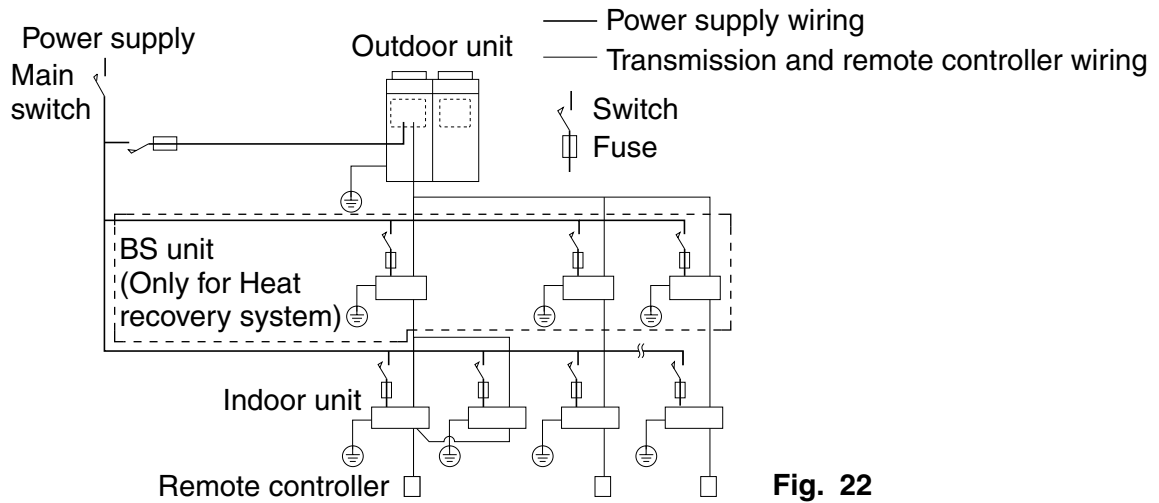 Power supply
Main
switch
Outdoor unit
Power supply wiring
Transmission and remote controller wiring
Switch
Fuse
BS unit
(Only for Heat
recovery system)
Indoor unit
Remote controller
Fig. 22